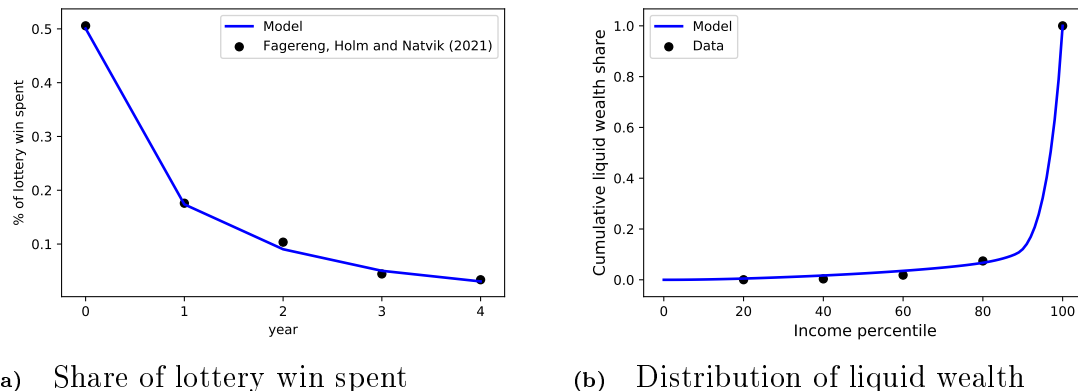 Model
Fagereng, Holm and Natvik (2021)
% of lottery win spent
0.5
0.4
0.3
0.2
0.1
0 1 2 3 4
year
a) Share of lottery win spent
Model
Data
Cumulative liquid wealth share
1.0
0.8
0.6
0.4
0.2
0.0
0 20 40 60 80 100
Income percentile
(b) Distribution of liquid wealth